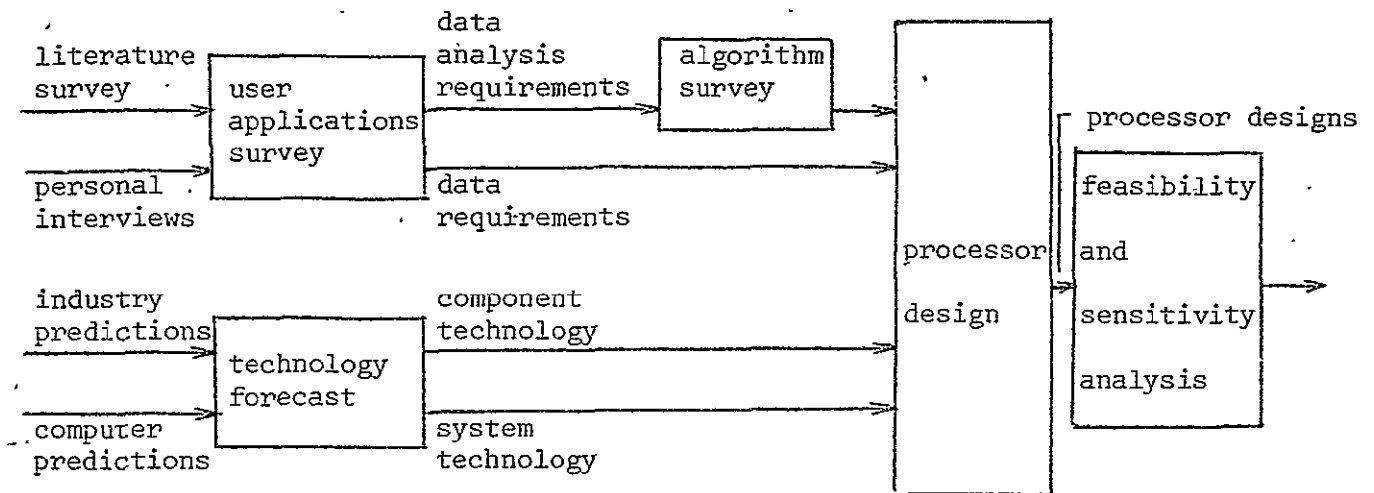 literature
survey
personal
interviews
user
applications
survey
data
analysis
requirements
data
requirements
algorithm
survey
industry
predictions
computer
predictions
technology
forecast
component
technology
system
technology
processor
design
processor designs
feasibility
and
sensitivity
analysis